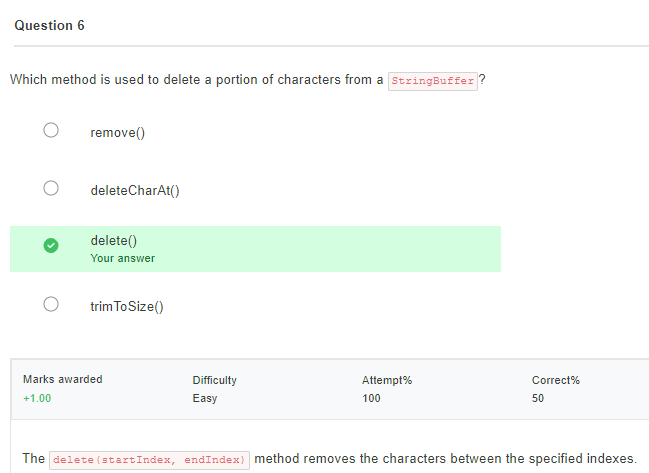 Question 6
Which method is used to delete a portion of characters from a StringBuffer?
remove()
deleteCharAt()
delete()
Your answer
trimToSize()
Marks awarded Difficulty Attempt% Correct%
+1.00 Easy 100 50
The delete(startIndex, endIndex) method removes the characters between the specified indexes.